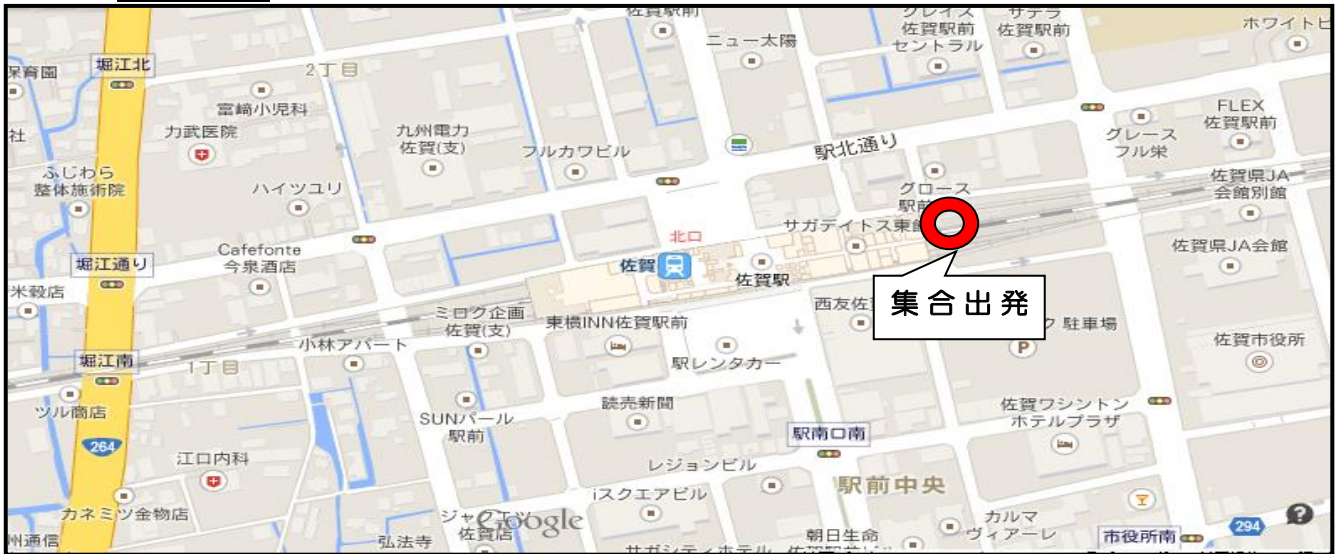 佐賀駅前
グレイス
佐賀駅前
セントラル
サテラ
佐賀駅前
ホワイトビ
ニュー太陽
堀江北
保育園
2丁目
富崎小児科
力武医院
社
九州電力
佐賀(支)
フルカワビル
駅北通り
グレース
フル栄
FLEX
佐賀駅前
ふじわら
整体施術院
ハイツユリ
グロース
駅前
佐賀県JA
会館別館
北口
サガデイトス東館
佐賀県JA会館
堀江通り
Cafefonte
今泉酒店
佐賀
佐賀駅
米穀店
集合出発
ミロク企画
佐賀(支)
東横INN佐賀駅前
西友佐
駐車場
P
佐賀市役所
堀江南
1丁目
小林アパート
駅レンタカー
ツル商店
SUNパール
駅前
読売新聞
佐賀ワシントン
ホテルプラザ
264
駅南口南
江口内科
レジョンビル
iスクエアビル
駅前中央
カネミツ金物店
Google
佐賀店
カルマ
ヴィアーレ
294
?
州通信
弘法寺
朝日生命
市役所南
サガシティホテル